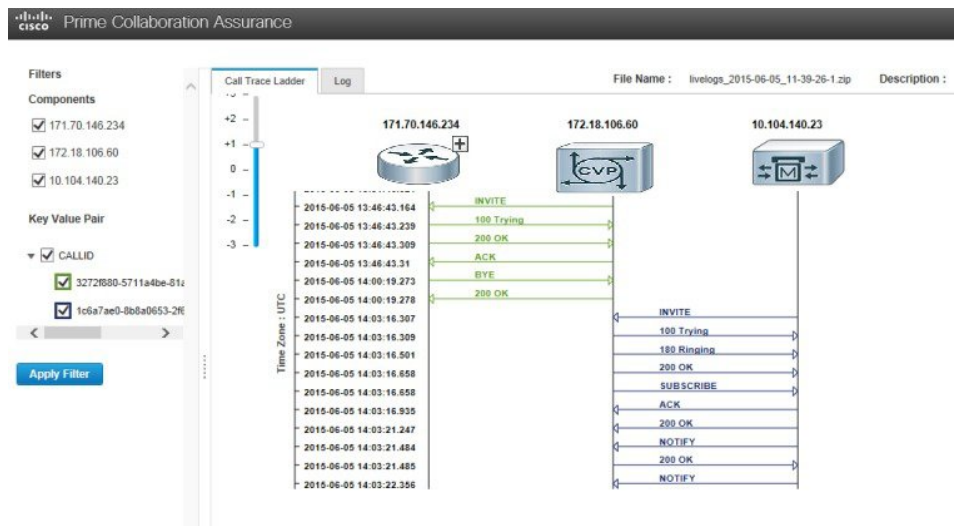 cisco Prime Collaboration Assurance
Filters
Components
171.70.146.234
172.18.106.60
10.104.140.23
Key Value Pair
CALLID
3272f880-5711a4be-81a
1c6a7ae0-8b8a0653-2f6
Apply Filter
Call Trace Ladder Log File Name : livelogs_2015-06-05_11-39-26-1.zip Description :
+2
+1
0
-1
-2
-3
171.70.146.234 172.18.106.60 10.104.140.23
CVP
M
Time Zone : UTC
2015-06-05 13:46:43.164 INVITE
2015-06-05 13:46:43.239 100 Trying
2015-06-05 13:46:43.309 200 OK
2015-06-05 13:46:43.31 ACK
2015-06-05 14:00:19.273 BYE
2015-06-05 14:00:19.278 200 OK
2015-06-05 14:03:16.307 INVITE
2015-06-05 14:03:16.309 100 Trying
2015-06-05 14:03:16.501 180 Ringing
2015-06-05 14:03:16.658 200 OK
2015-06-05 14:03:16.658 SUBSCRIBE
2015-06-05 14:03:16.935 ACK
2015-06-05 14:03:21.247 200 OK
2015-06-05 14:03:21.484 NOTIFY
2015-06-05 14:03:21.485 200 OK
2015-06-05 14:03:22.356 NOTIFY